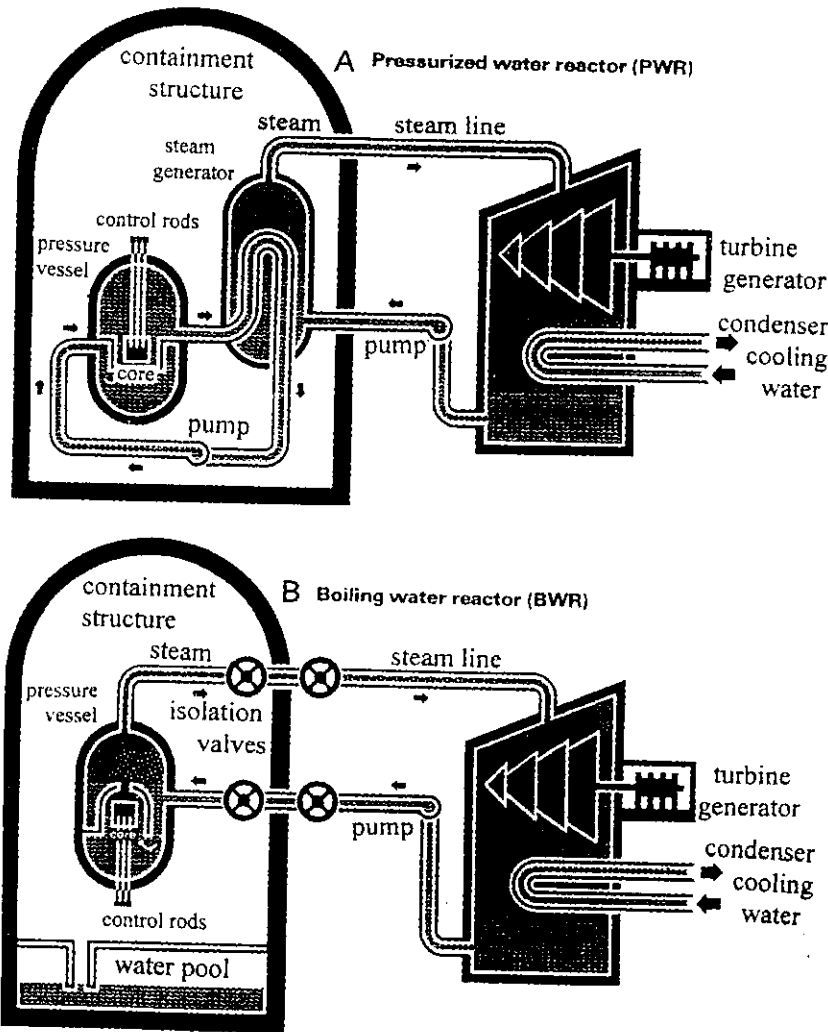 A Pressurized water reactor (PWR)
containment
structure
steam
steam line
steam
generator
control rods
pressure
vessel
core
pump
pump
turbine
generator
condenser
cooling
water
B Boiling water reactor (BWR)
containment
structure
steam
steam line
pressure
vessel
isolation
valves
core
pump
control rods
water pool
turbine
generator
condenser
cooling
water